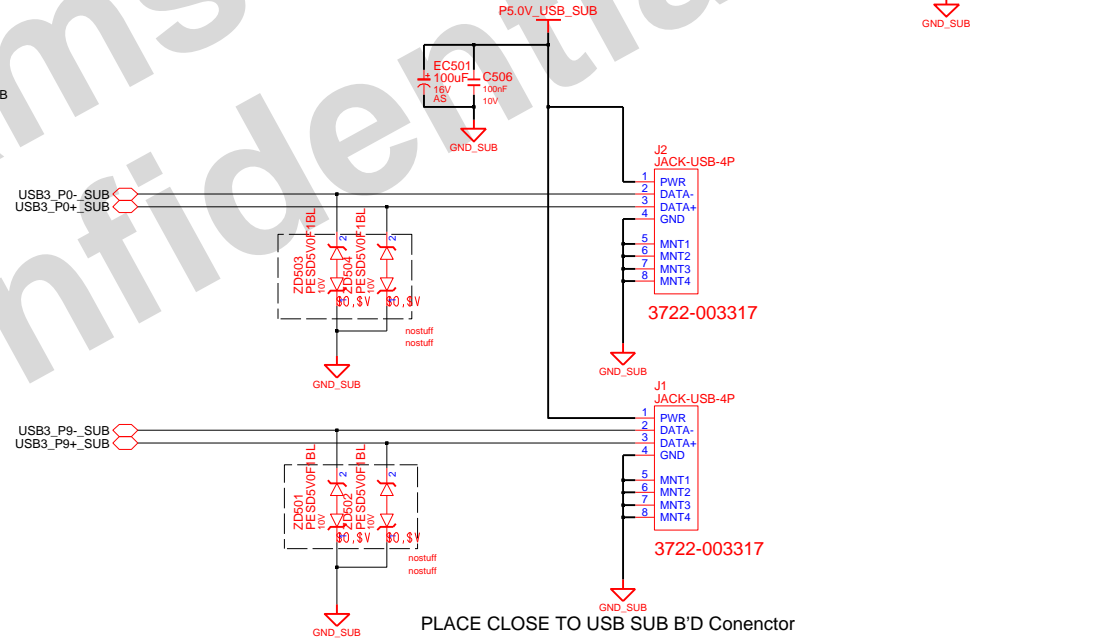 P5.0V_USB_SUB
GND_SUB
B
EC501
100uF
16V
AS
C506
100nF
10V
GND_SUB
J2
JACK-USB-4P
1 PWR
2 DATA-
3 DATA+
4 GND
5 MNT1
6 MNT2
7 MNT3
8 MNT4
3722-003317
GND_SUB
USB3_P0-_SUB
USB3_P0+_SUB
ZD503
PESD5V0F1BL
10V
2
ZD504
PESD5V0F1BL
10V
2
$O,$V
$O,$V
nostuff
nostuff
GND_SUB
J1
JACK-USB-4P
1 PWR
2 DATA-
3 DATA+
4 GND
5 MNT1
6 MNT2
7 MNT3
8 MNT4
3722-003317
GND_SUB
USB3_P9-_SUB
USB3_P9+_SUB
ZD501
PESD5V0F1BL
10V
2
ZD502
PESD5V0F1BL
10V
2
$O,$V
$O,$V
nostuff
nostuff
GND_SUB
PLACE CLOSE TO USB SUB B'D Conenctor